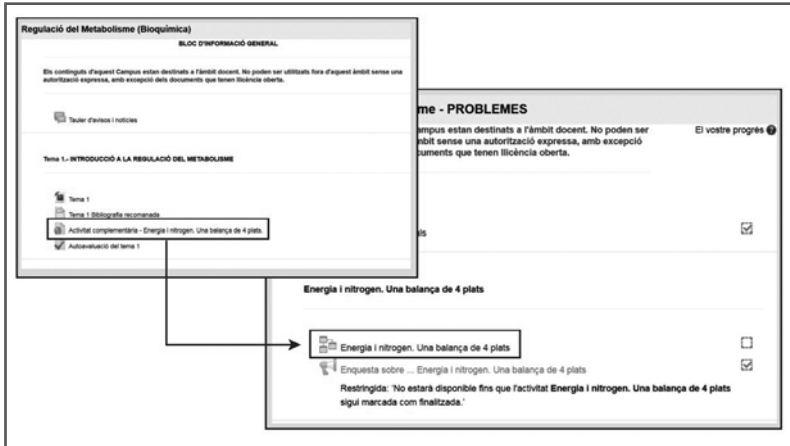 Regulació del Metabolisme (Bioquímica)
BLOC D'INFORMACIÓ GENERAL
Els continguts d'aquest Campus estan destinats a l'àmbit docent. No poden ser utilitzats fora d'aquest àmbit sense una
autorització expressa, amb excepció dels documents que tenen llicència oberta.
Tauler d'avisos i notícies
Tema 1.- INTRODUCCIÓ A LA REGULACIÓ DEL METABOLISME
Tema 1
Tema 1 Bibliografia recomanada
Activitat complementària - Energia i nitrogen. Una balança de 4 plats.
Autoavaluació del tema 1
me - PROBLEMES
ampus estan destinats a l'àmbit docent. No poden ser
mbit sense una autorització expressa, amb excepció
cuments que tenen llicència oberta.
El vostre progrés
ls
Energia i nitrogen. Una balança de 4 plats
Energia i nitrogen. Una balança de 4 plats
Enquesta sobre ... Energia i nitrogen. Una balança de 4 plats
Restringida: 'No estarà disponible fins que l'activitat Energia i nitrogen. Una balança de 4 plats
sigui marcada com finalitzada.'